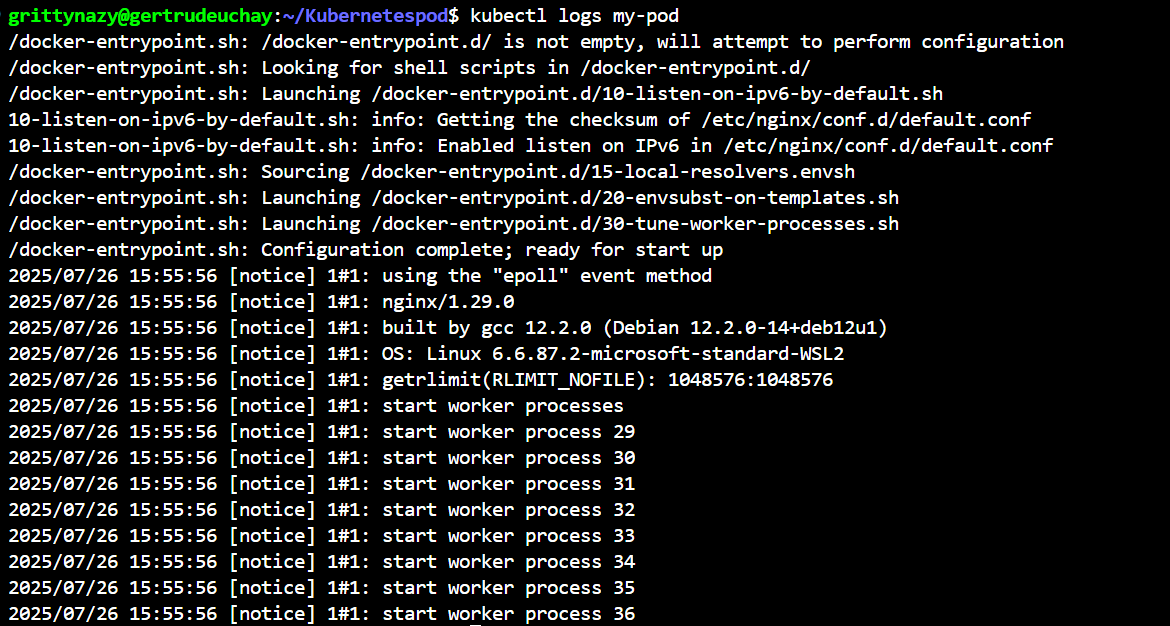 grittynazy@gertrudeuchay:~/Kubernetespod$ kubectl logs my-pod
/docker-entrypoint.sh: /docker-entrypoint.d/ is not empty, will attempt to perform configuration
/docker-entrypoint.sh: Looking for shell scripts in /docker-entrypoint.d/
/docker-entrypoint.sh: Launching /docker-entrypoint.d/10-listen-on-ipv6-by-default.sh
10-listen-on-ipv6-by-default.sh: info: Getting the checksum of /etc/nginx/conf.d/default.conf
10-listen-on-ipv6-by-default.sh: info: Enabled listen on IPv6 in /etc/nginx/conf.d/default.conf
/docker-entrypoint.sh: Sourcing /docker-entrypoint.d/15-local-resolvers.envsh
/docker-entrypoint.sh: Launching /docker-entrypoint.d/20-envsubst-on-templates.sh
/docker-entrypoint.sh: Launching /docker-entrypoint.d/30-tune-worker-processes.sh
/docker-entrypoint.sh: Configuration complete; ready for start up
2025/07/26 15:55:56 [notice] 1#1: using the "epoll" event method
2025/07/26 15:55:56 [notice] 1#1: nginx/1.29.0
2025/07/26 15:55:56 [notice] 1#1: built by gcc 12.2.0 (Debian 12.2.0-14+deb12u1)
2025/07/26 15:55:56 [notice] 1#1: OS: Linux 6.6.87.2-microsoft-standard-WSL2
2025/07/26 15:55:56 [notice] 1#1: getrlimit(RLIMIT_NOFILE): 1048576:1048576
2025/07/26 15:55:56 [notice] 1#1: start worker processes
2025/07/26 15:55:56 [notice] 1#1: start worker process 29
2025/07/26 15:55:56 [notice] 1#1: start worker process 30
2025/07/26 15:55:56 [notice] 1#1: start worker process 31
2025/07/26 15:55:56 [notice] 1#1: start worker process 32
2025/07/26 15:55:56 [notice] 1#1: start worker process 33
2025/07/26 15:55:56 [notice] 1#1: start worker process 34
2025/07/26 15:55:56 [notice] 1#1: start worker process 35
2025/07/26 15:55:56 [notice] 1#1: start worker process 36